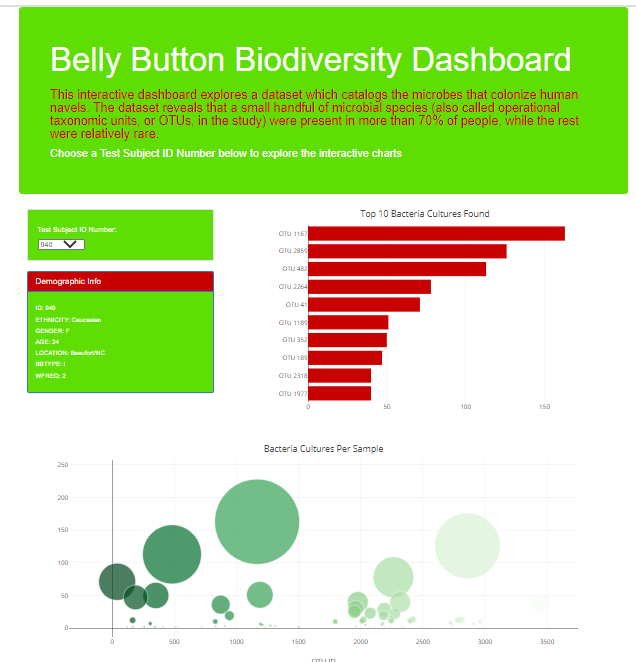 Belly Button Biodiversity Dashboard
This interactive dashboard explores a dataset which catalogs the microbes that colonize human
navels. The dataset reveals that a small handful of microbial species (also called operational
taxonomic units, or OTUs, in the study) were present in more than 70% of people, while the rest
were relatively rare.
Choose a Test Subject ID Number below to explore the interactive charts
Test Subject ID Number:
940
Demographic Info
ID: 940
ETHNICITY: Caucasian
GENDER: F
AGE: 24
LOCATION: Beaufort/NC
BBTYPE: I
WFREQ: 2
Top 10 Bacteria Cultures Found
OTU 1167
OTU 2859
OTU 482
OTU 2264
OTU 41
OTU 1189
OTU 352
OTU 189
OTU 2318
OTU 1977
0 50 100 150
Bacteria Cultures Per Sample
250
200
150
100
50
0
0 500 1000 1500 2000 2500 3000 3500
OTU ID